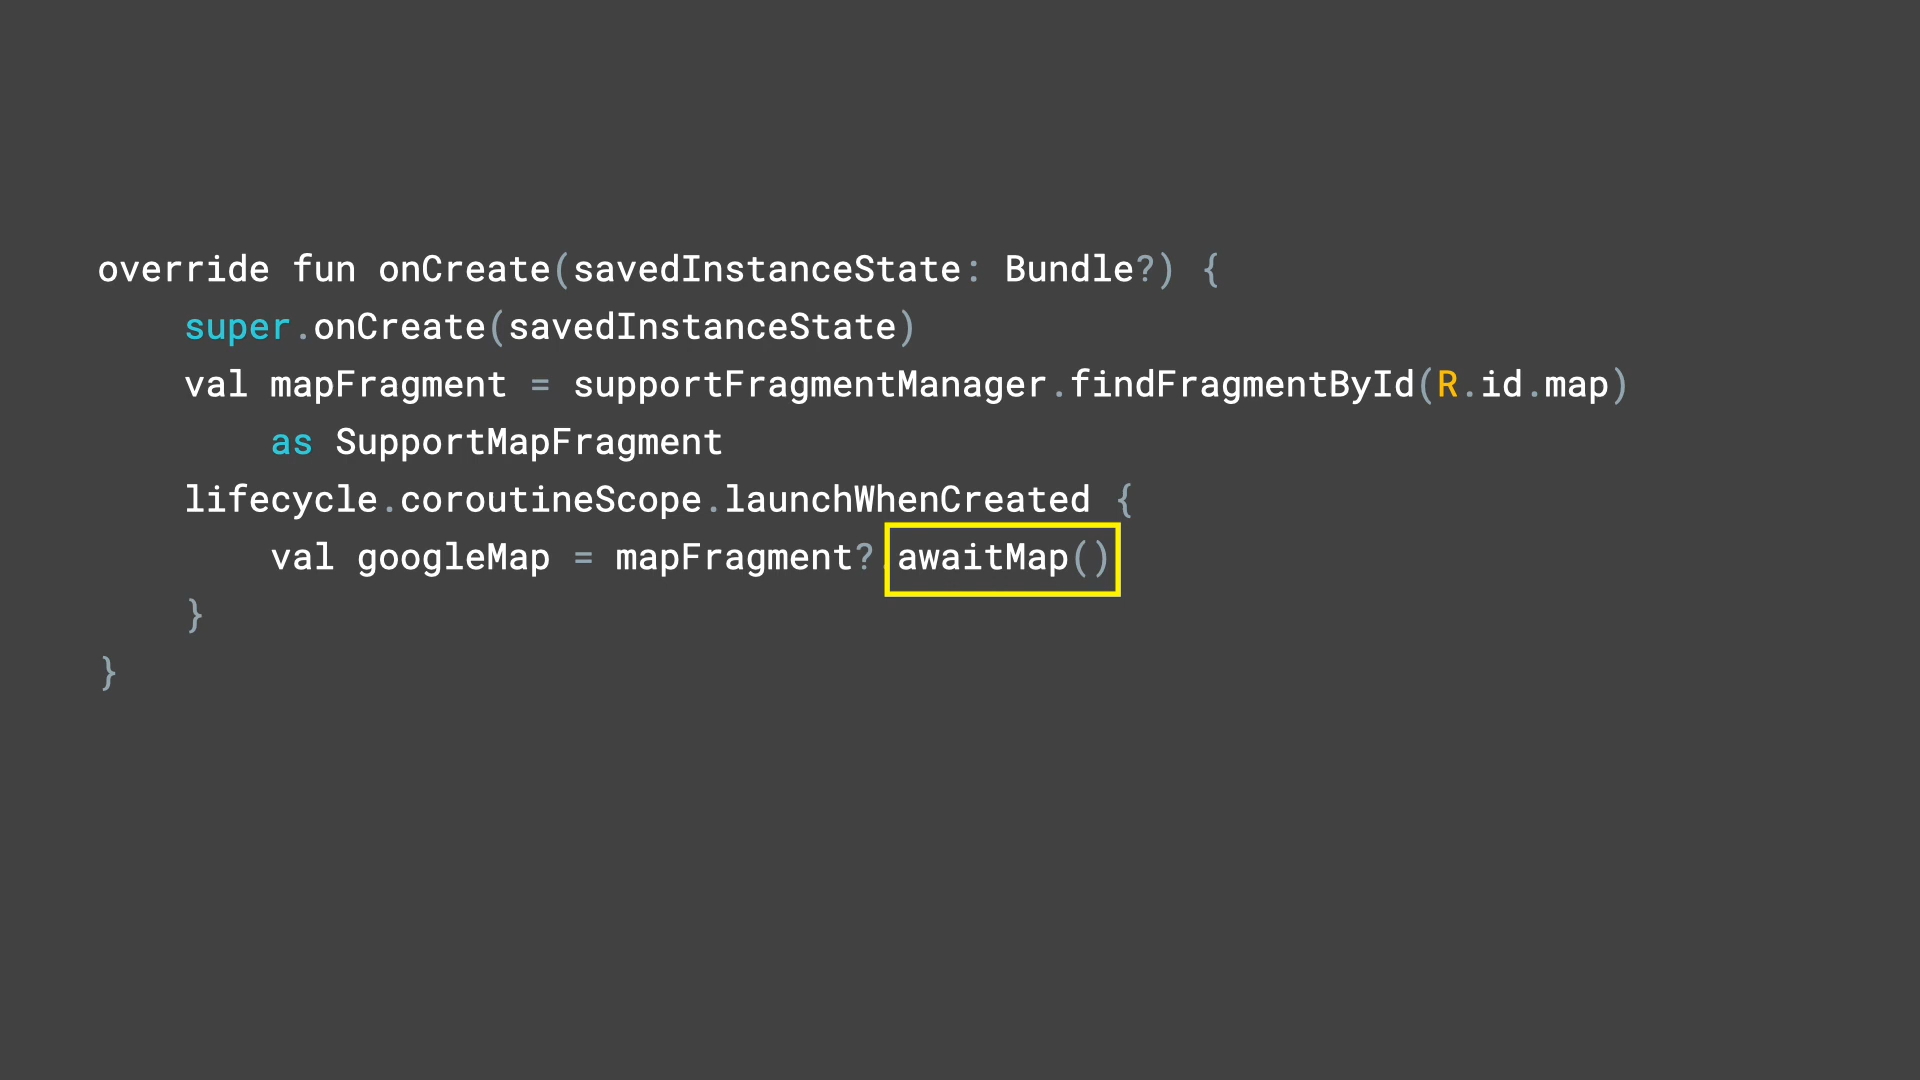 override fun onCreate(savedInstanceState: Bundle?) {
super.onCreate(savedInstanceState)
val mapFragment = supportFragmentManager.findFragmentById(R.id.map)
as SupportMapFragment
lifecycle.coroutineScope.launchWhenCreated {
val googleMap = mapFragment?.awaitMap()
}
}